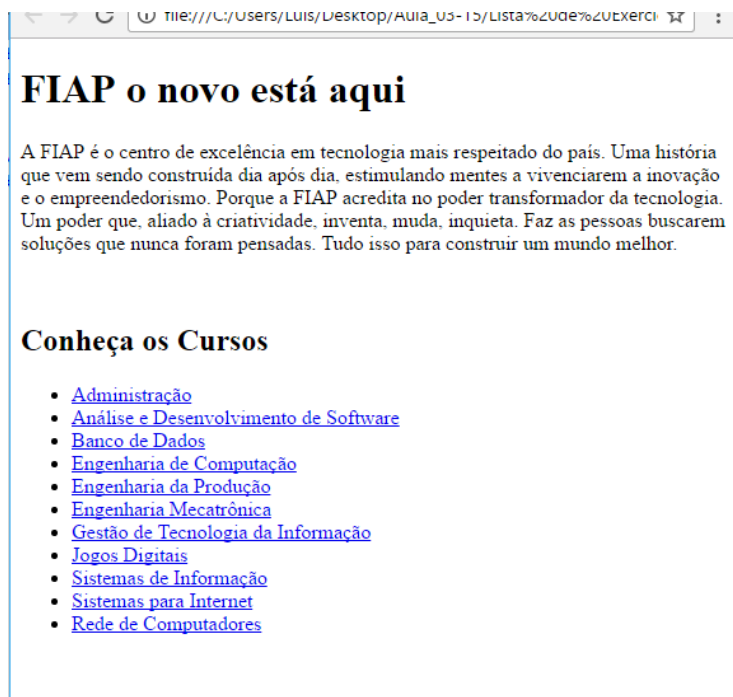 file:///C:/Users/Luis/Desktop/Aula_03-15/Lista%20de%20Exerci
FIAP o novo está aqui
A FIAP é o centro de excelência em tecnologia mais respeitado do país. Uma história
que vem sendo construída dia após dia, estimulando mentes a vivenciarem a inovação
e o empreendedorismo. Porque a FIAP acredita no poder transformador da tecnologia.
Um poder que, aliado à criatividade, inventa, muda, inquieta. Faz as pessoas buscarem
soluções que nunca foram pensadas. Tudo isso para construir um mundo melhor.
Conheça os Cursos
Administração
Análise e Desenvolvimento de Software
Banco de Dados
Engenharia de Computação
Engenharia da Produção
Engenharia Mecatrônica
Gestão de Tecnologia da Informação
Jogos Digitais
Sistemas de Informação
Sistemas para Internet
Rede de Computadores